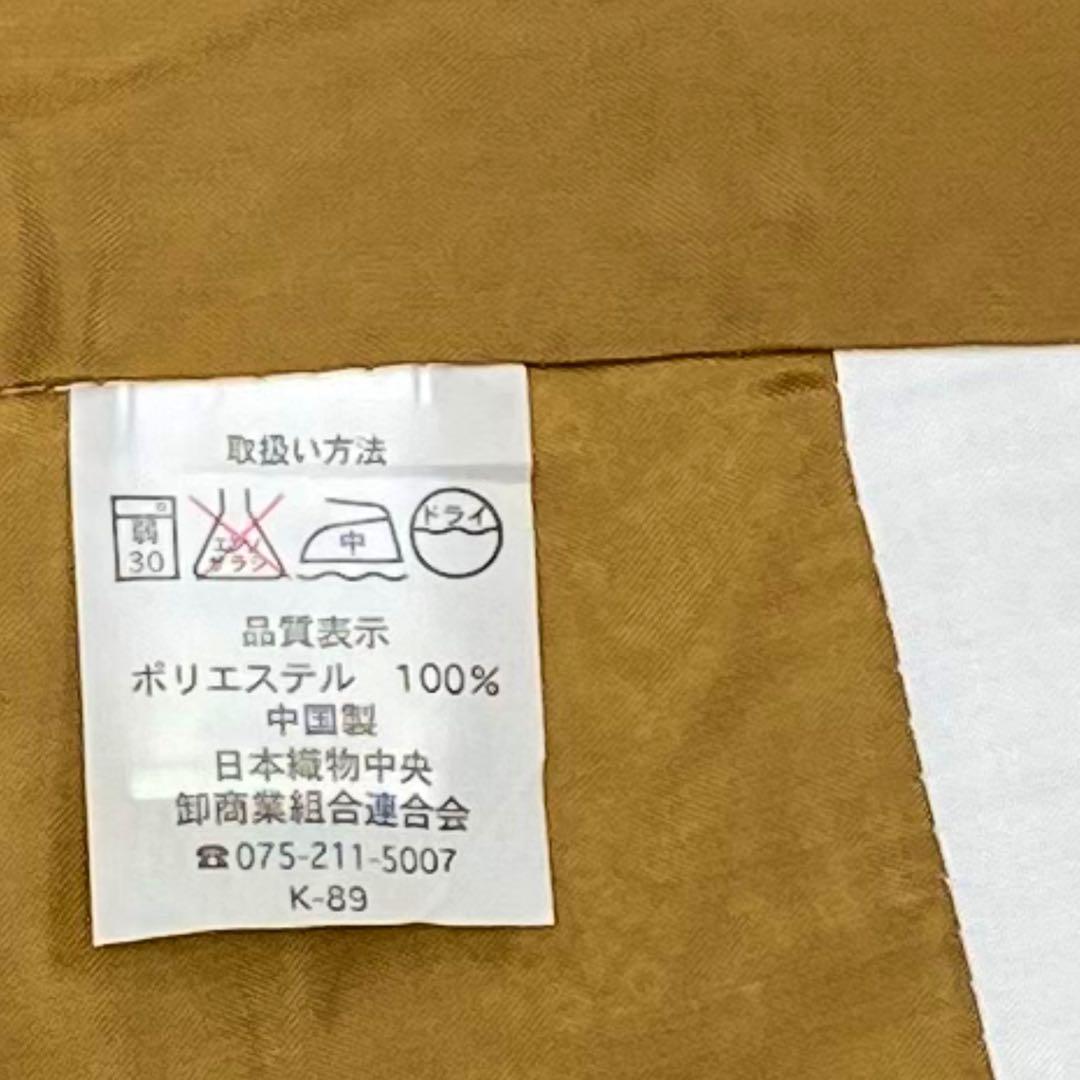 取扱い方法
弱
30
エンソ
サラシ
中
ドライ
品質表示
ポリエステル 100%
中国製
日本織物中央
卸商業組合連合会
☎075-211-5007
K-89